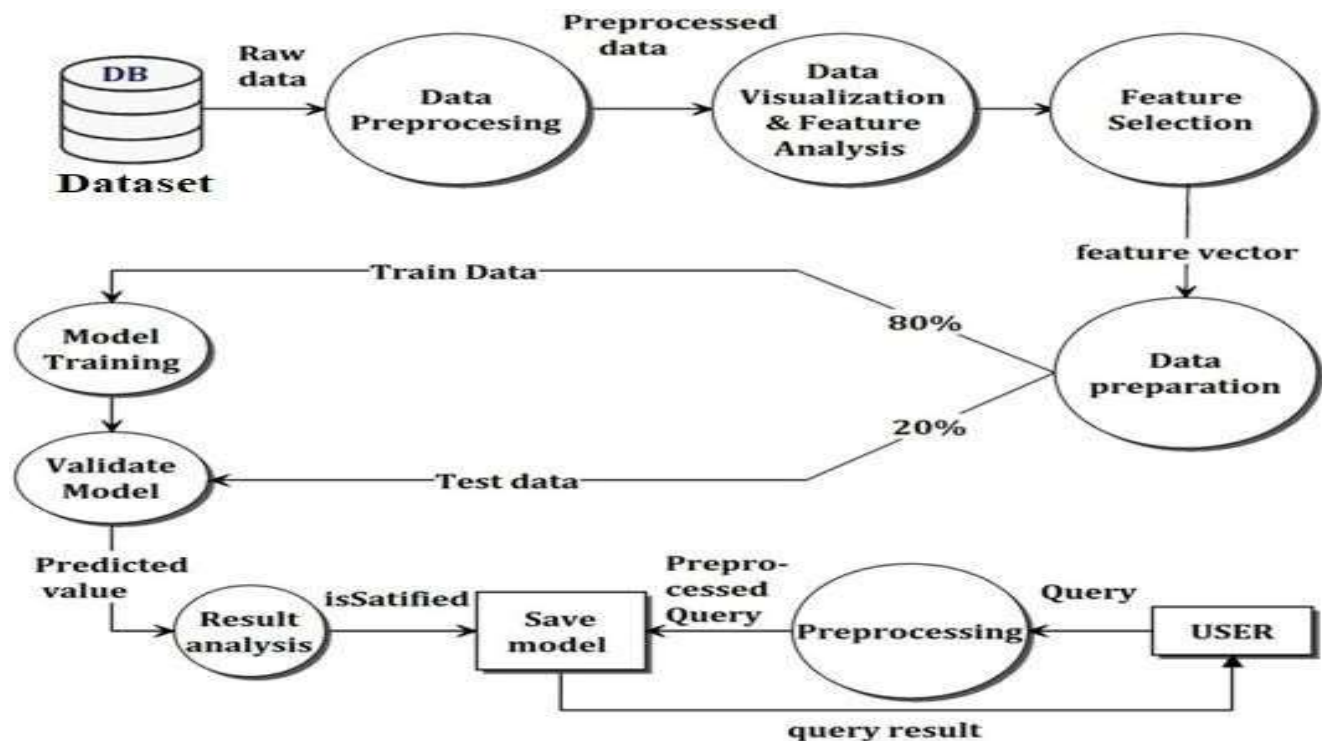 DB
Dataset
Raw
data
Data
Preprocesing
Preprocessed
data
Data
Visualization
& Feature
Analysis
Feature
Selection
feature vector
Data
preparation
80%
Train Data
20%
Test data
Model
Training
Validate
Model
Predicted
value
Result
analysis
isSatified
Save
model
Prepro-
cessed
Query
Preprocessing
Query
USER
query result